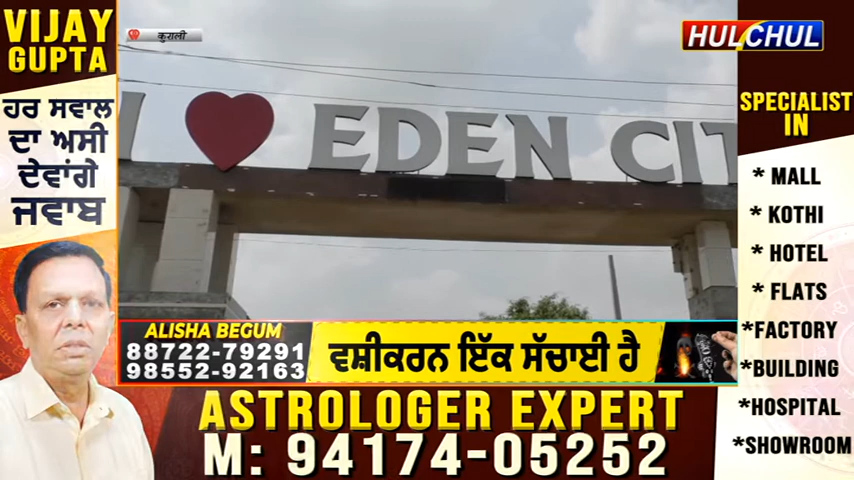 VIJAY
GUPTA
ਹਰ ਸਵਾਲ
ਦਾ ਅਸੀ
ਦੇਵਾਂਗੇ
ਜਵਾਬ
ਕੁਰਾਲੀ
HULCHUL
I ❤ EDEN CIT
SPECIALIST
IN
* MALL
* KOTHI
* HOTEL
* FLATS
*FACTORY
*BUILDING
*HOSPITAL
*SHOWROOM
ALISHA BEGUM
88722-79291
98552-92163
ਵਸ਼ੀਕਰਨ ਇੱਕ ਸੱਚਾਈ ਹੈ
ASTROLOGER EXPERT
M: 94174-05252